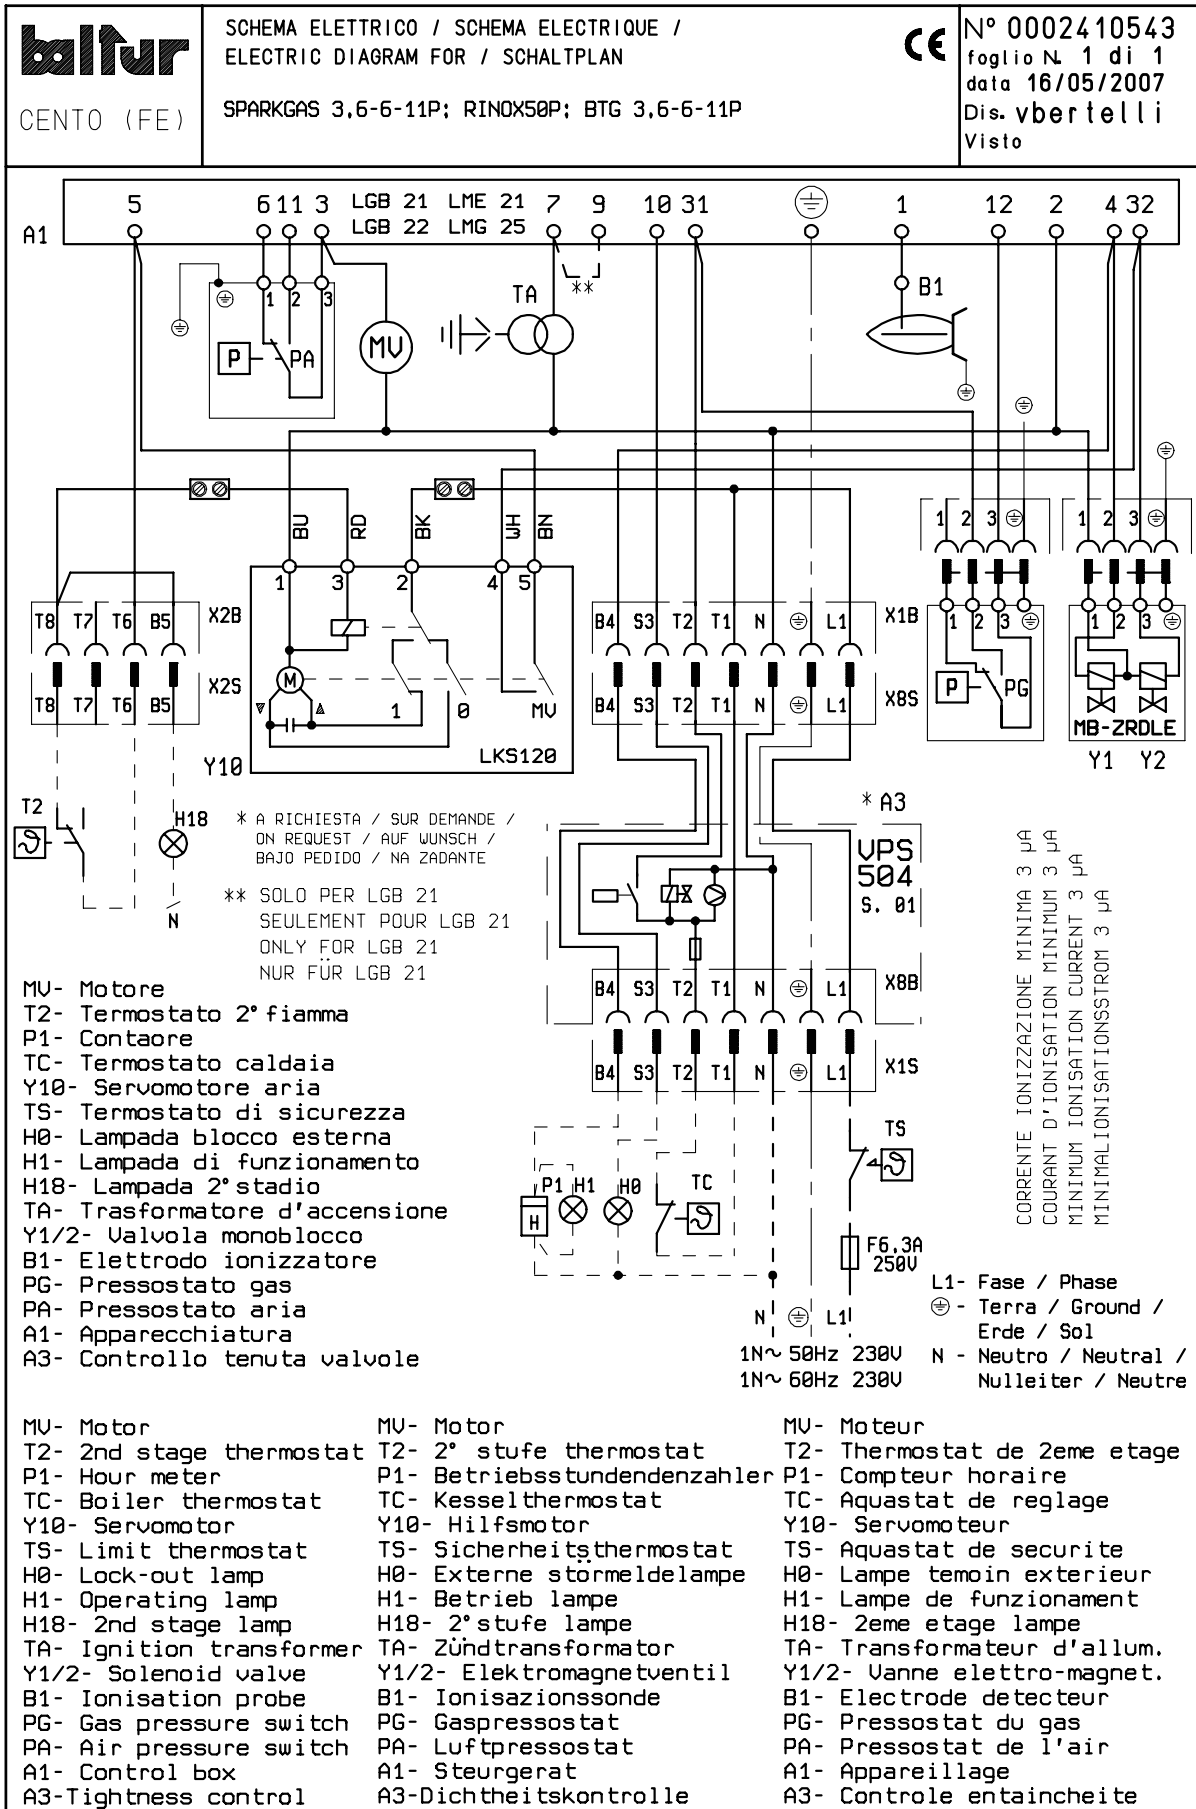 baltur
CENTO (FE)
SCHEMA ELETTRICO / SCHEMA ELECTRIQUE /
ELECTRIC DIAGRAM FOR / SCHALTPLAN
SPARKGAS 3,6-6-11P; RINOX50P; BTG 3,6-6-11P
CE
N° 0002410543
foglio N. 1 di 1
data 16/05/2007
Dis. vbertelli
Visto
A1
5 6 11 3 LGB 21 LME 21 7 9 10 31 1 12 2 4 32
LGB 22 LMG 25
**
TA
B1
1 2 3
P PA
MV
BU RD BK WH BN
1 3 2 4 5
1 2 3
1 2 3
T8 T7 T6 B5 X2B
B4 S3 T2 T1 N L1 X1B
1 2 3
1 2 3
X2S
T8 T7 T6 B5
M
1 0 MV
LKS120
Y10
X8S
B4 S3 T2 T1 N L1
P PG
MB-ZRDLE
Y1 Y2
T2
H18
N
* A RICHIESTA / SUR DEMANDE /
ON REQUEST / AUF WUNSCH /
BAJO PEDIDO / NA ZADANTE
** SOLO PER LGB 21
SEULEMENT POUR LGB 21
ONLY FOR LGB 21
NUR FÜR LGB 21
* A3
VPS
504
S. 01
B4 S3 T2 T1 N L1 X8B
B4 S3 T2 T1 N L1 X1S
TS
P1 H1 H0 TC
H
F6,3A
250V
N L1
1N~ 50Hz 230V
1N~ 60Hz 230V
CORRENTE IONIZZAZIONE MINIMA 3 µA
COURANT D'IONISATION MINIMUM 3 µA
MINIMUM IONISATION CURRENT 3 µA
MINIMALIONISATIONSSTROM 3 µA
L1- Fase / Phase
- Terra / Ground /
Erde / Sol
N - Neutro / Neutral /
Nulleiter / Neutre
MV- Motore
T2- Termostato 2° fiamma
P1- Contaore
TC- Termostato caldaia
Y10- Servomotore aria
TS- Termostato di sicurezza
H0- Lampada blocco esterna
H1- Lampada di funzionamento
H18- Lampada 2° stadio
TA- Trasformatore d'accensione
Y1/2- Valvola monoblocco
B1- Elettrodo ionizzatore
PG- Pressostato gas
PA- Pressostato aria
A1- Apparecchiatura
A3- Controllo tenuta valvole
MV- Motor
T2- 2nd stage thermostat
P1- Hour meter
TC- Boiler thermostat
Y10- Servomotor
TS- Limit thermostat
H0- Lock-out lamp
H1- Operating lamp
H18- 2nd stage lamp
TA- Ignition transformer
Y1/2- Solenoid valve
B1- Ionisation probe
PG- Gas pressure switch
PA- Air pressure switch
A1- Control box
A3-Tightness control
MV- Motor
T2- 2° stufe thermostat
P1- Betriebsstundendenzahler
TC- Kesselthermostat
Y10- Hilfsmotor
TS- Sicherheitsthermostat
H0- Externe störmeldelampe
H1- Betrieb lampe
H18- 2° stufe lampe
TA- Zündtransformator
Y1/2- Elektromagnetventil
B1- Ionisazionssonde
PG- Gaspressostat
PA- Luftpressostat
A1- Steurgerat
A3-Dichtheitskontrolle
MV- Moteur
T2- Thermostat de 2eme etage
P1- Compteur horaire
TC- Aquastat de reglage
Y10- Servomoteur
TS- Aquastat de securite
H0- Lampe temoin exterieur
H1- Lampe de funzionament
H18- 2eme etage lampe
TA- Transformateur d'allum.
Y1/2- Vanne elettro-magnet.
B1- Electrode detecteur
PG- Pressostat du gas
PA- Pressostat de l'air
A1- Appareillage
A3- Controle entaincheite